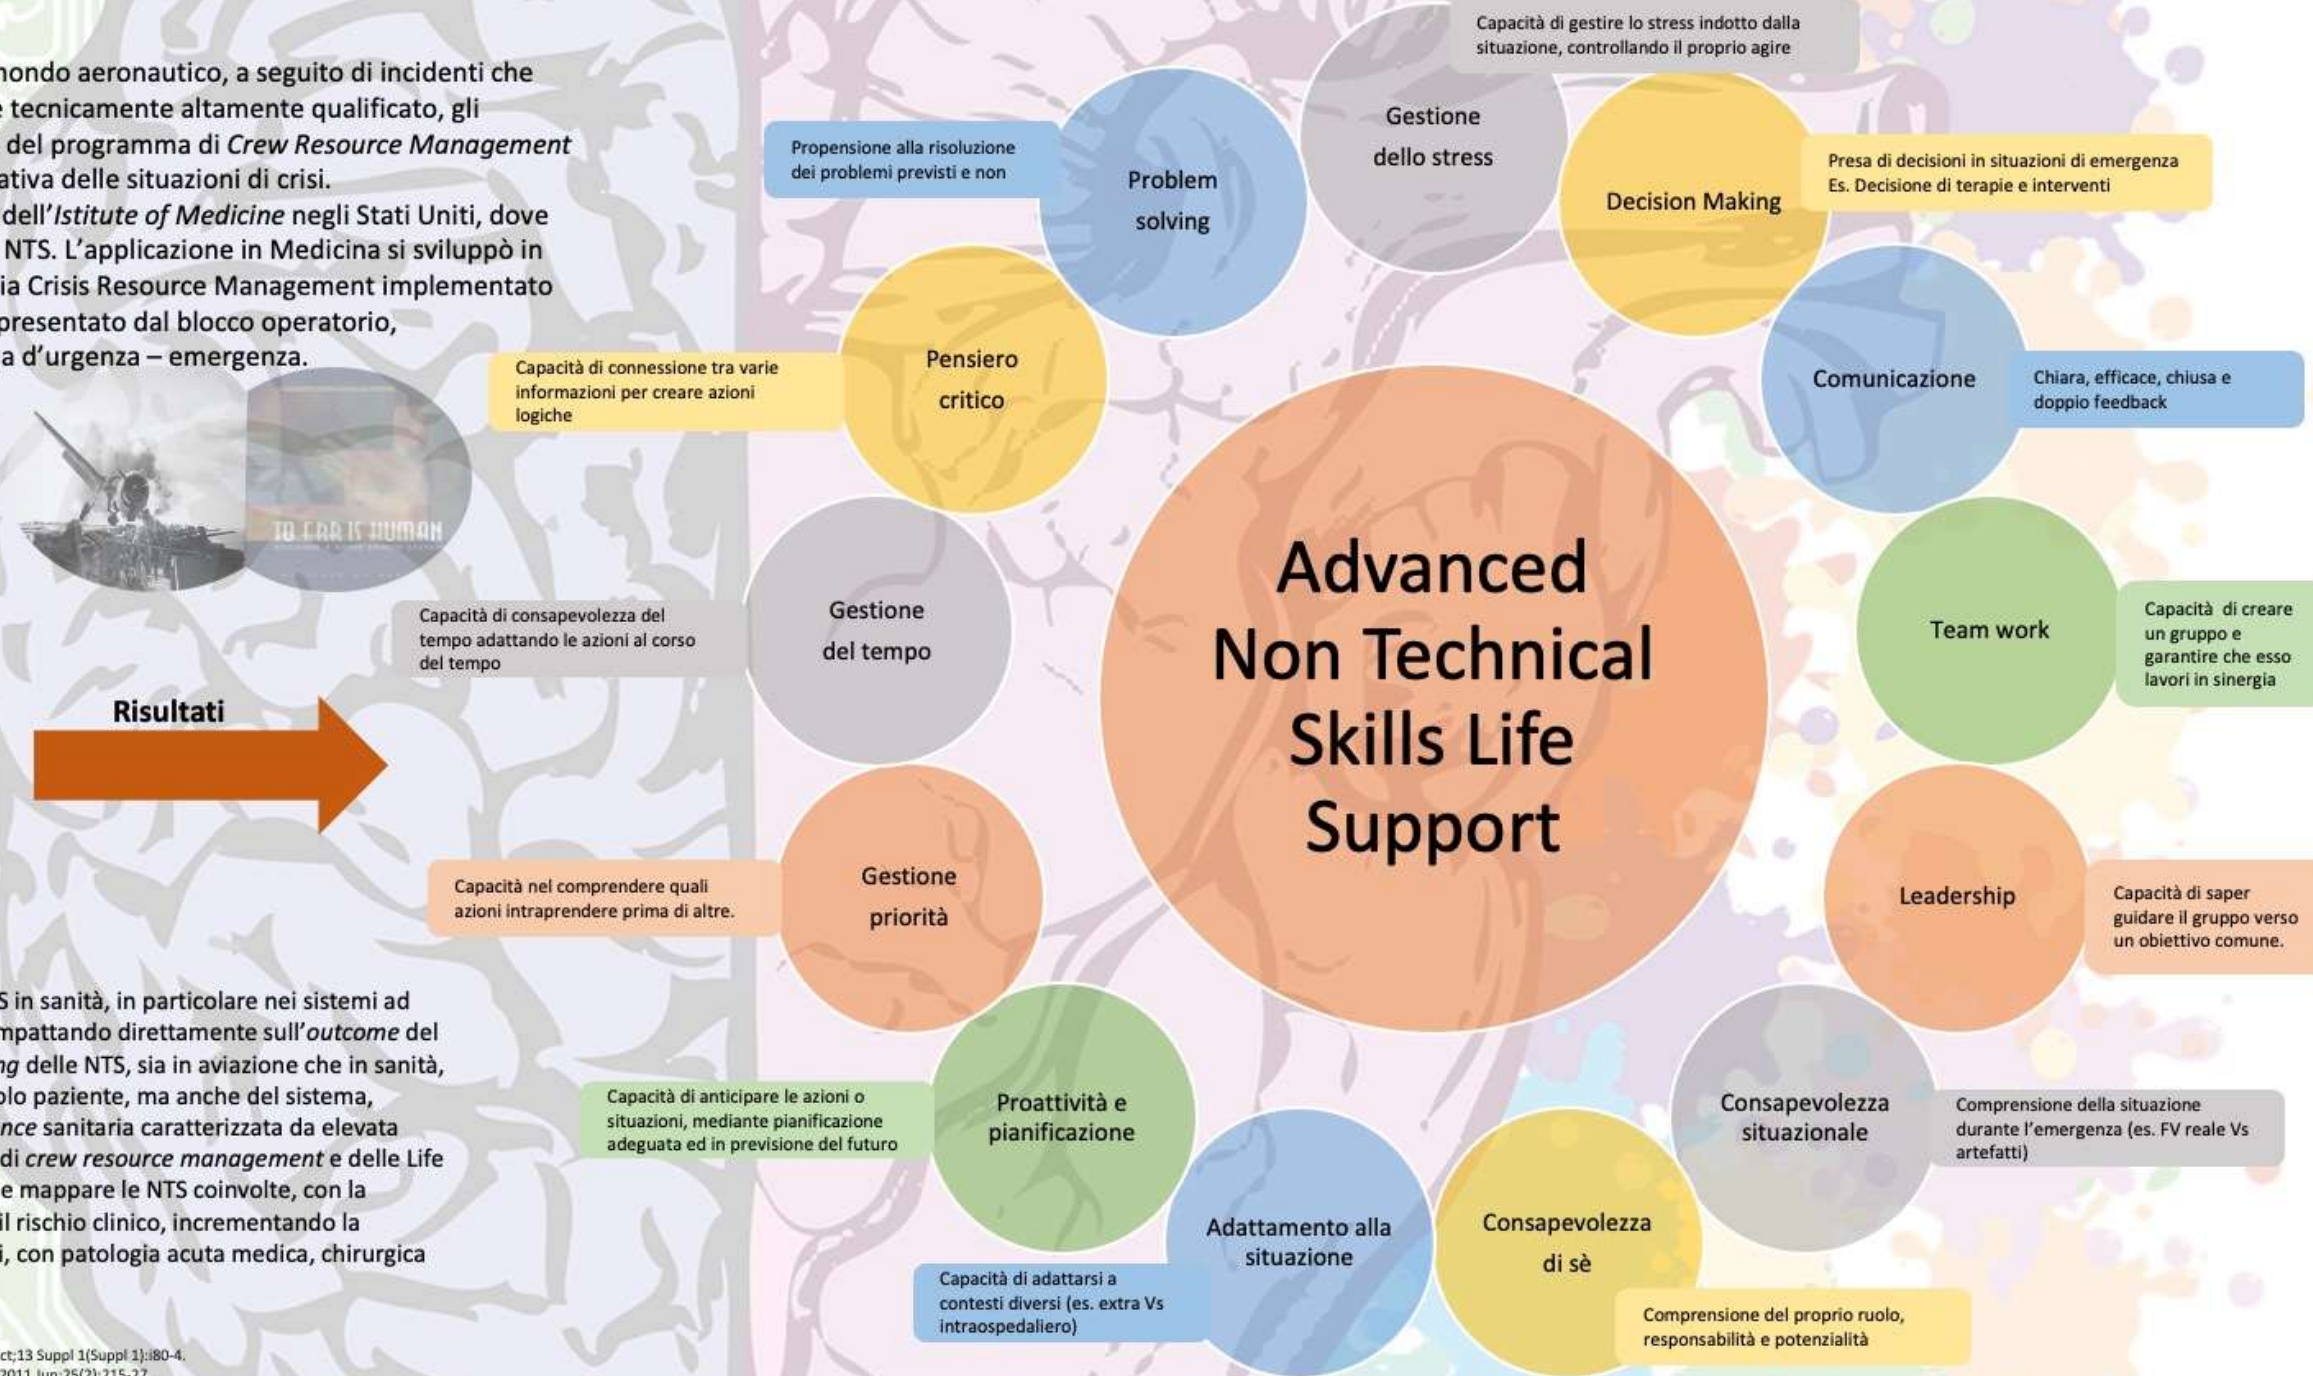 mondo aeronautico, a seguito di incidenti che
e tecnicamente altamente qualificato, gli
del programma di Crew Resource Management
ativa delle situazioni di crisi.
dell'Istitute of Medicine negli Stati Uniti, dove
NTS. L'applicazione in Medicina si sviluppò in
ia Crisis Resource Management implementato
presentato dal blocco operatorio,
a d'urgenza – emergenza.
TO ERR IS HUMAN
Risultati
S in sanità, in particolare nei sistemi ad
mpattando direttamente sull'outcome del
ng delle NTS, sia in aviazione che in sanità,
olo paziente, ma anche del sistema,
nce sanitaria caratterizzata da elevata
di crew resource management e delle Life
e mappare le NTS coinvolte, con la
il rischio clinico, incrementando la
i, con patologia acuta medica, chirurgica
ct;13 Suppl 1(Suppl 1):i80-4.
2011 Jun;25(2):215-27
Advanced
Non Technical
Skills Life
Support
Gestione
dello stress
Capacità di gestire lo stress indotto dalla
situazione, controllando il proprio agire
Decision Making
Presa di decisioni in situazioni di emergenza
Es. Decisione di terapie e interventi
Comunicazione
Chiara, efficace, chiusa e
doppio feedback
Team work
Capacità di creare
un gruppo e
garantire che esso
lavori in sinergia
Leadership
Capacità di saper
guidare il gruppo verso
un obiettivo comune.
Consapevolezza
situazionale
Comprensione della situazione
durante l'emergenza (es. FV reale Vs
artefatti)
Consapevolezza
di sè
Comprensione del proprio ruolo,
responsabilità e potenzialità
Adattamento alla
situazione
Capacità di adattarsi a
contesti diversi (es. extra Vs
intraospedaliero)
Proattività e
pianificazione
Capacità di anticipare le azioni o
situazioni, mediante pianificazione
adeguata ed in previsione del futuro
Gestione
priorità
Capacità nel comprendere quali
azioni intraprendere prima di altre.
Gestione
del tempo
Capacità di consapevolezza del
tempo adattando le azioni al corso
del tempo
Pensiero
critico
Capacità di connessione tra varie
informazioni per creare azioni
logiche
Problem
solving
Propensione alla risoluzione
dei problemi previsti e non